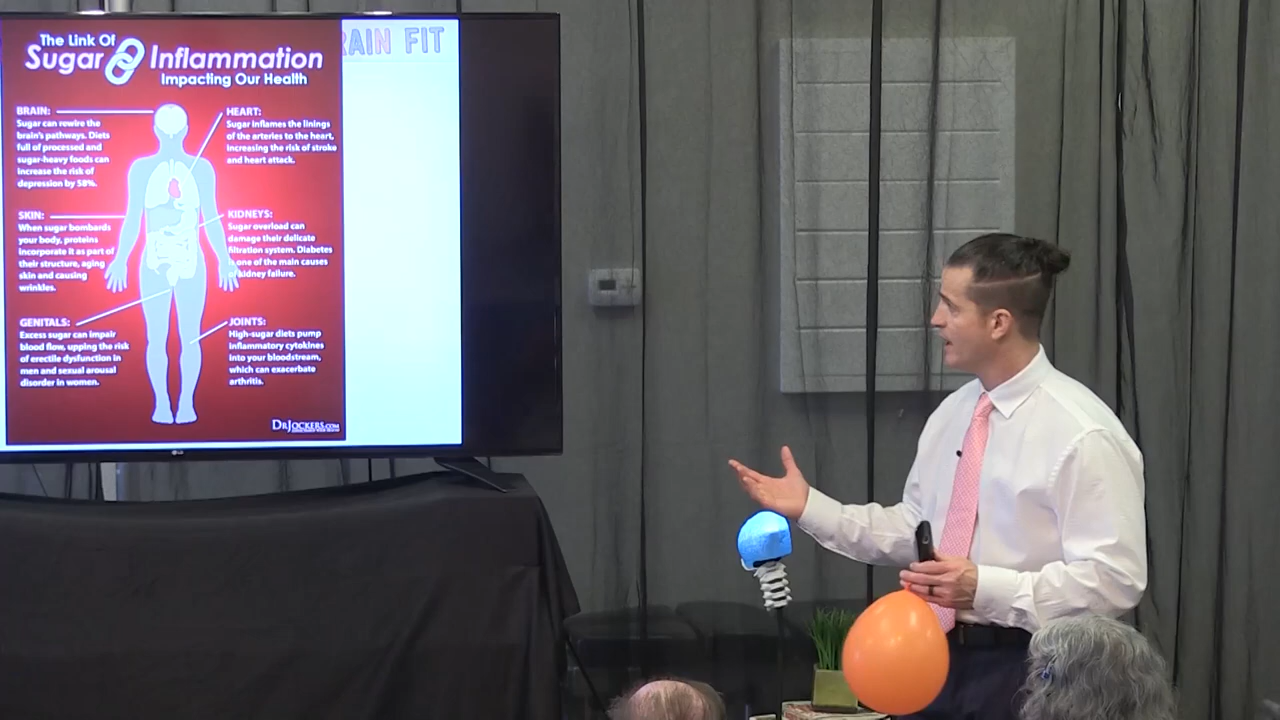 The Link Of
Sugar Inflammation
Impacting Our Health
RAIN FIT
BRAIN:
Sugar can rewire the
brain's pathways. Diets
full of processed and
sugar-heavy foods can
increase the risk of
depression by 58%.
HEART:
Sugar inflames the linings
of the arteries to the heart,
increasing the risk of stroke
and heart attack.
SKIN:
When sugar bombards
your body, proteins
incorporate it as part of
their structure, aging
skin and causing
wrinkles.
KIDNEYS:
Sugar overload can
damage their delicate
filtration system. Diabetes
is one of the main causes
of kidney failure.
GENITALS:
Excess sugar can impair
blood flow, upping the risk
of erectile dysfunction in
men and sexual arousal
disorder in women.
JOINTS:
High-sugar diets pump
inflammatory cytokines
into your bloodstream,
which can exacerbate
arthritis.
DRJOCKERS.COM
LG